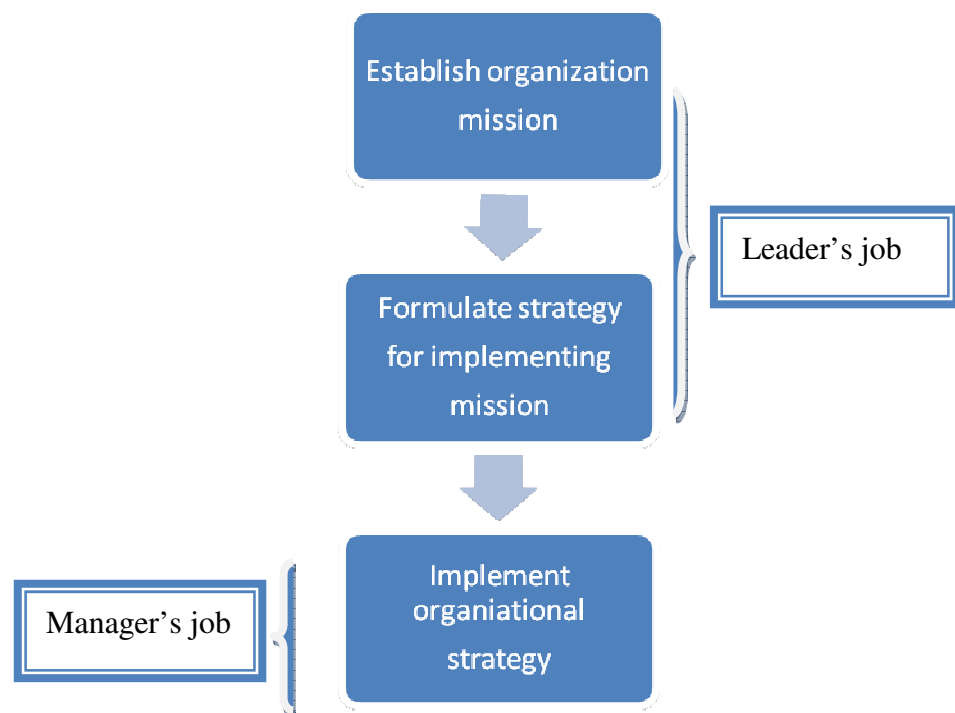 Establish organization
mission
Leader’s job
Formulate strategy
for implementing
mission
Implement
organiational
strategy
Manager’s job